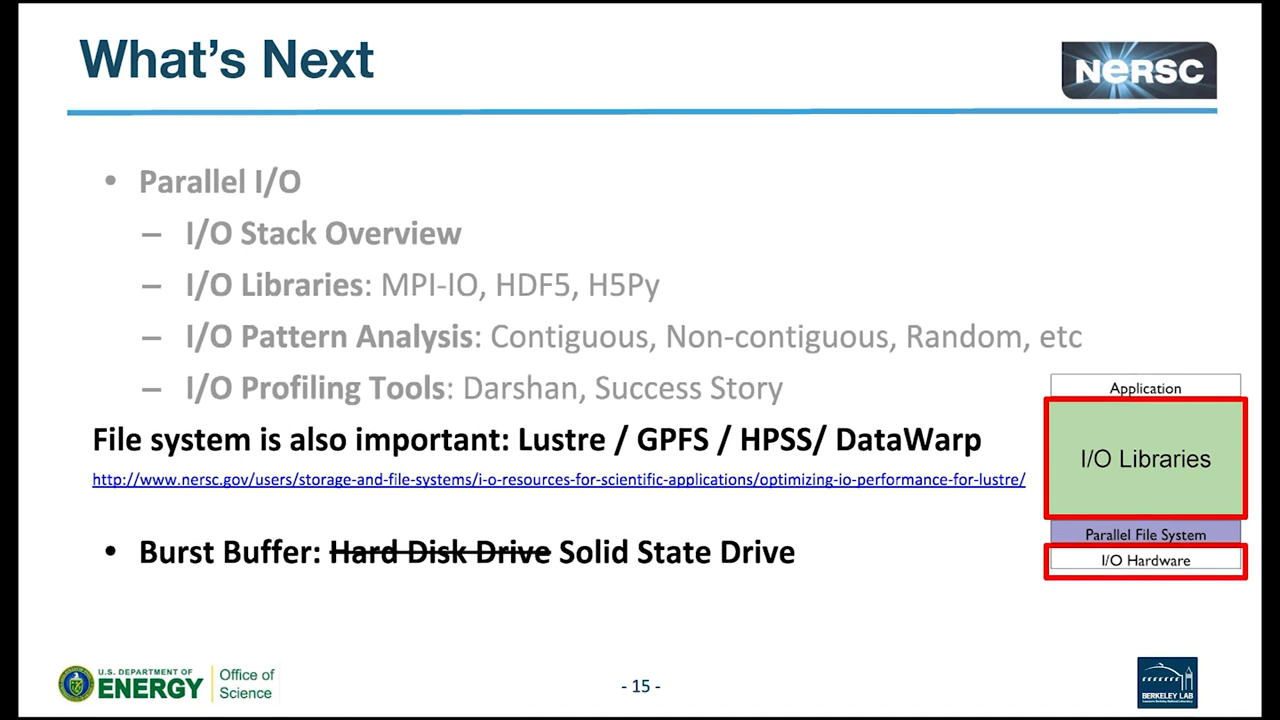 What's Next
NERSC
• Parallel I/O
– I/O Stack Overview
– I/O Libraries: MPI-IO, HDF5, H5Py
– I/O Pattern Analysis: Contiguous, Non-contiguous, Random, etc
– I/O Profiling Tools: Darshan, Success Story
File system is also important: Lustre / GPFS / HPSS/ DataWarp
http://www.nersc.gov/users/storage-and-file-systems/i-o-resources-for-scientific-applications/optimizing-io-performance-for-lustre/
• Burst Buffer: Hard Disk Drive Solid State Drive
Application
I/O Libraries
Parallel File System
I/O Hardware
U.S. DEPARTMENT OF
ENERGY
Office of
Science
- 15 -
BERKELEY LAB